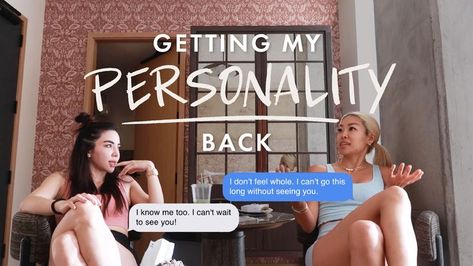 GETTING MY
PERSONALITY
BACK
I don't feel whole. I can't go this
long without seeing you.
I know me too. I can't wait
to see you!